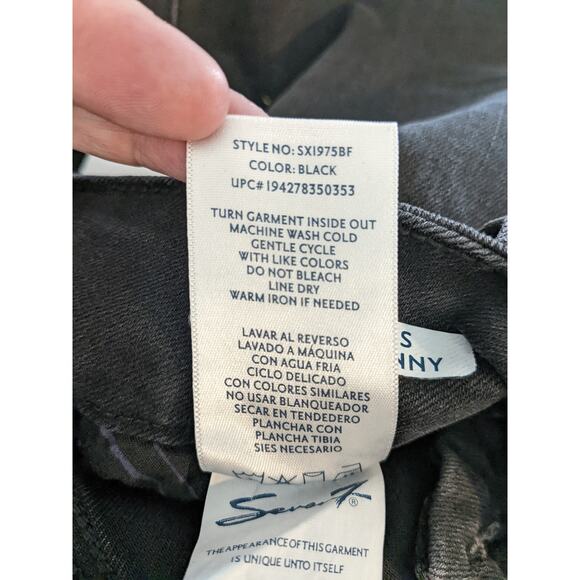 STYLE NO: SX1975BF
COLOR: BLACK
UPC# 194278350353
TURN GARMENT INSIDE OUT
MACHINE WASH COLD
GENTLE CYCLE
WITH LIKE COLORS
DO NOT BLEACH
LINE DRY
WARM IRON IF NEEDED
LAVAR AL REVERSO
LAVADO A MÁQUINA
CON AGUA FRIA
CICLO DELICADO
CON COLORES SIMILARES
NO USAR BLANQUEADOR
SECAR EN TENDEDERO
PLANCHAR CON
PLANCHA TIBIA
SIES NECESARIO
S
NNY
Seven7
THE APPEARANCE OF THIS GARMENT
IS UNIQUE UNTO ITSELF